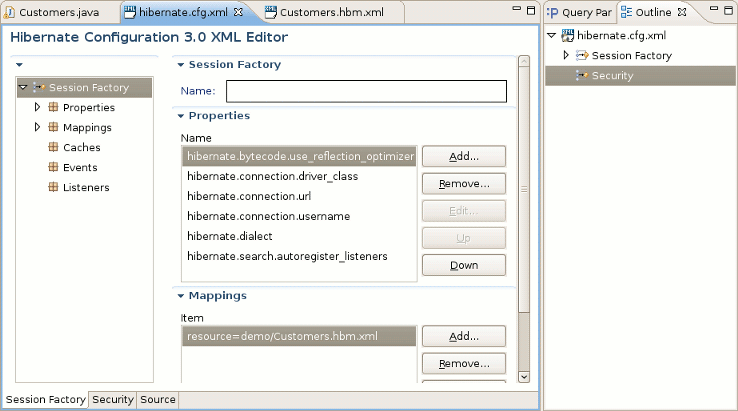 Customers.java
hibernate.cfg.xml
Customers.hbm.xml
Query Par
Outline
Hibernate Configuration 3.0 XML Editor
Session Factory
Properties
Mappings
Caches
Events
Listeners
Session Factory
Name:
Properties
Name
hibernate.bytecode.use_reflection_optimizer
hibernate.connection.driver_class
hibernate.connection.url
hibernate.connection.username
hibernate.dialect
hibernate.search.autoregister_listeners
Add...
Remove...
Edit...
Up
Down
Mappings
Item
resource=demo/Customers.hbm.xml
Add...
Remove...
Session Factory
Security
Source
hibernate.cfg.xml
Session Factory
Security